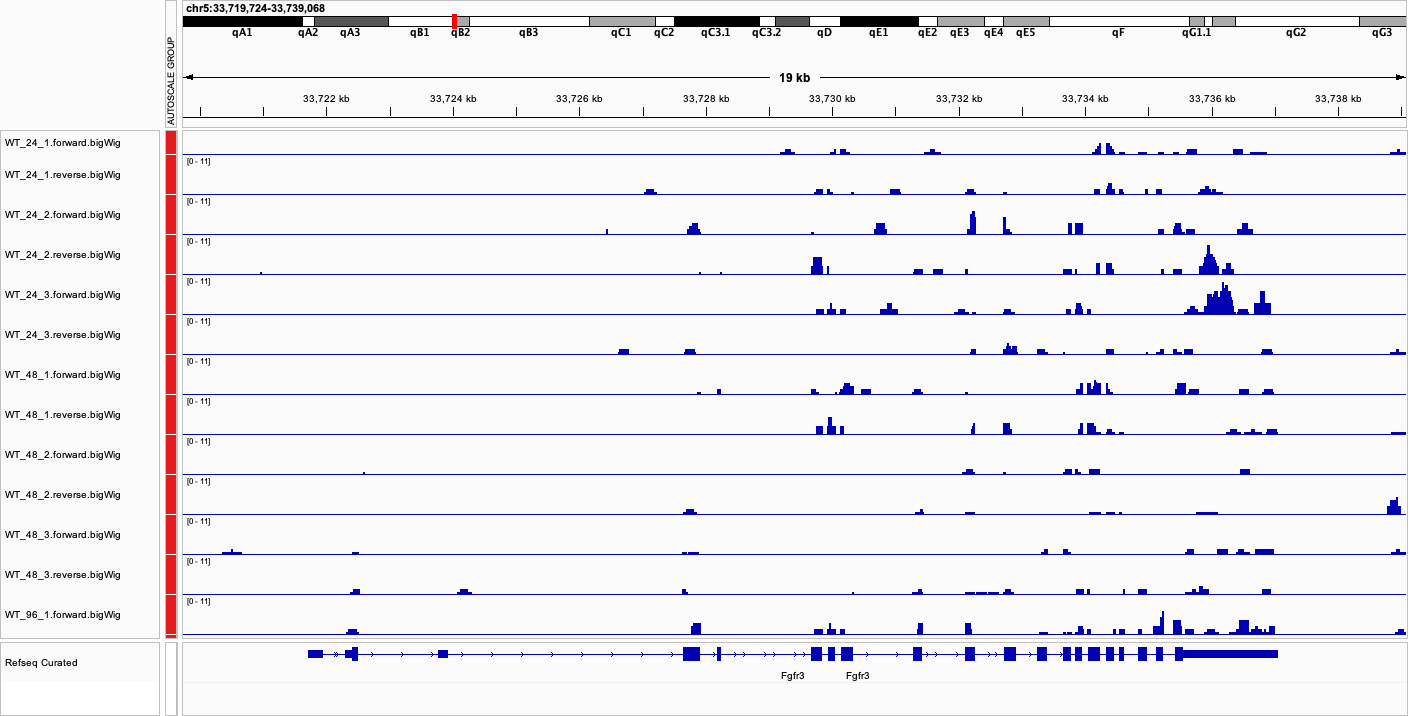 chr5:33,719,724-33,739,068
qA1 qA2 qA3 qB1 qB2 qB3 qC1 qC2 qC3.1 qC3.2 qD qE1 qE2 qE3 qE4 qE5 qF qG1.1 qG2 qG3
AUTOSCALE GROUP
19 kb
33,722 kb 33,724 kb 33,726 kb 33,728 kb 33,730 kb 33,732 kb 33,734 kb 33,736 kb 33,738 kb
WT_24_1.forward.bigWig
[0 - 11]
WT_24_1.reverse.bigWig
[0 - 11]
WT_24_2.forward.bigWig
[0 - 11]
WT_24_2.reverse.bigWig
[0 - 11]
WT_24_3.forward.bigWig
[0 - 11]
WT_24_3.reverse.bigWig
[0 - 11]
WT_48_1.forward.bigWig
[0 - 11]
WT_48_1.reverse.bigWig
[0 - 11]
WT_48_2.forward.bigWig
[0 - 11]
WT_48_2.reverse.bigWig
[0 - 11]
WT_48_3.forward.bigWig
[0 - 11]
WT_48_3.reverse.bigWig
[0 - 11]
WT_96_1.forward.bigWig
Refseq Curated
Fgfr3 Fgfr3